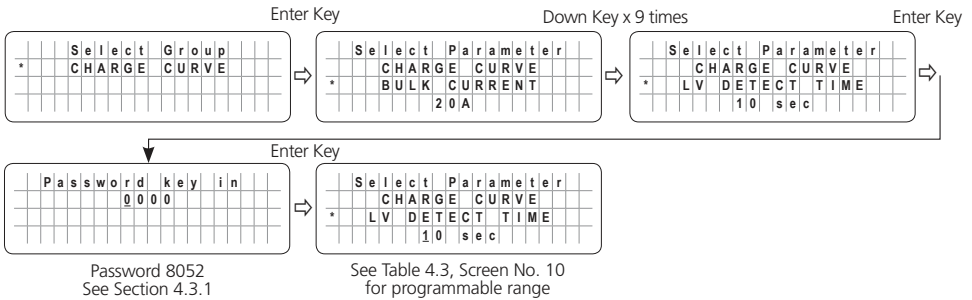 Enter Key
Down Key x 9 times
Enter Key
Select Group
* CHARGE CURVE
Select Parameter
CHARGE CURVE
* BULK CURRENT
20A
Select Parameter
CHARGE CURVE
* LV DETECT TIME
10 sec
Enter Key
Password key in
0000
Select Parameter
CHARGE CURVE
* LV DETECT TIME
10 sec
Password 8052
See Section 4.3.1
See Table 4.3, Screen No. 10
for programmable range